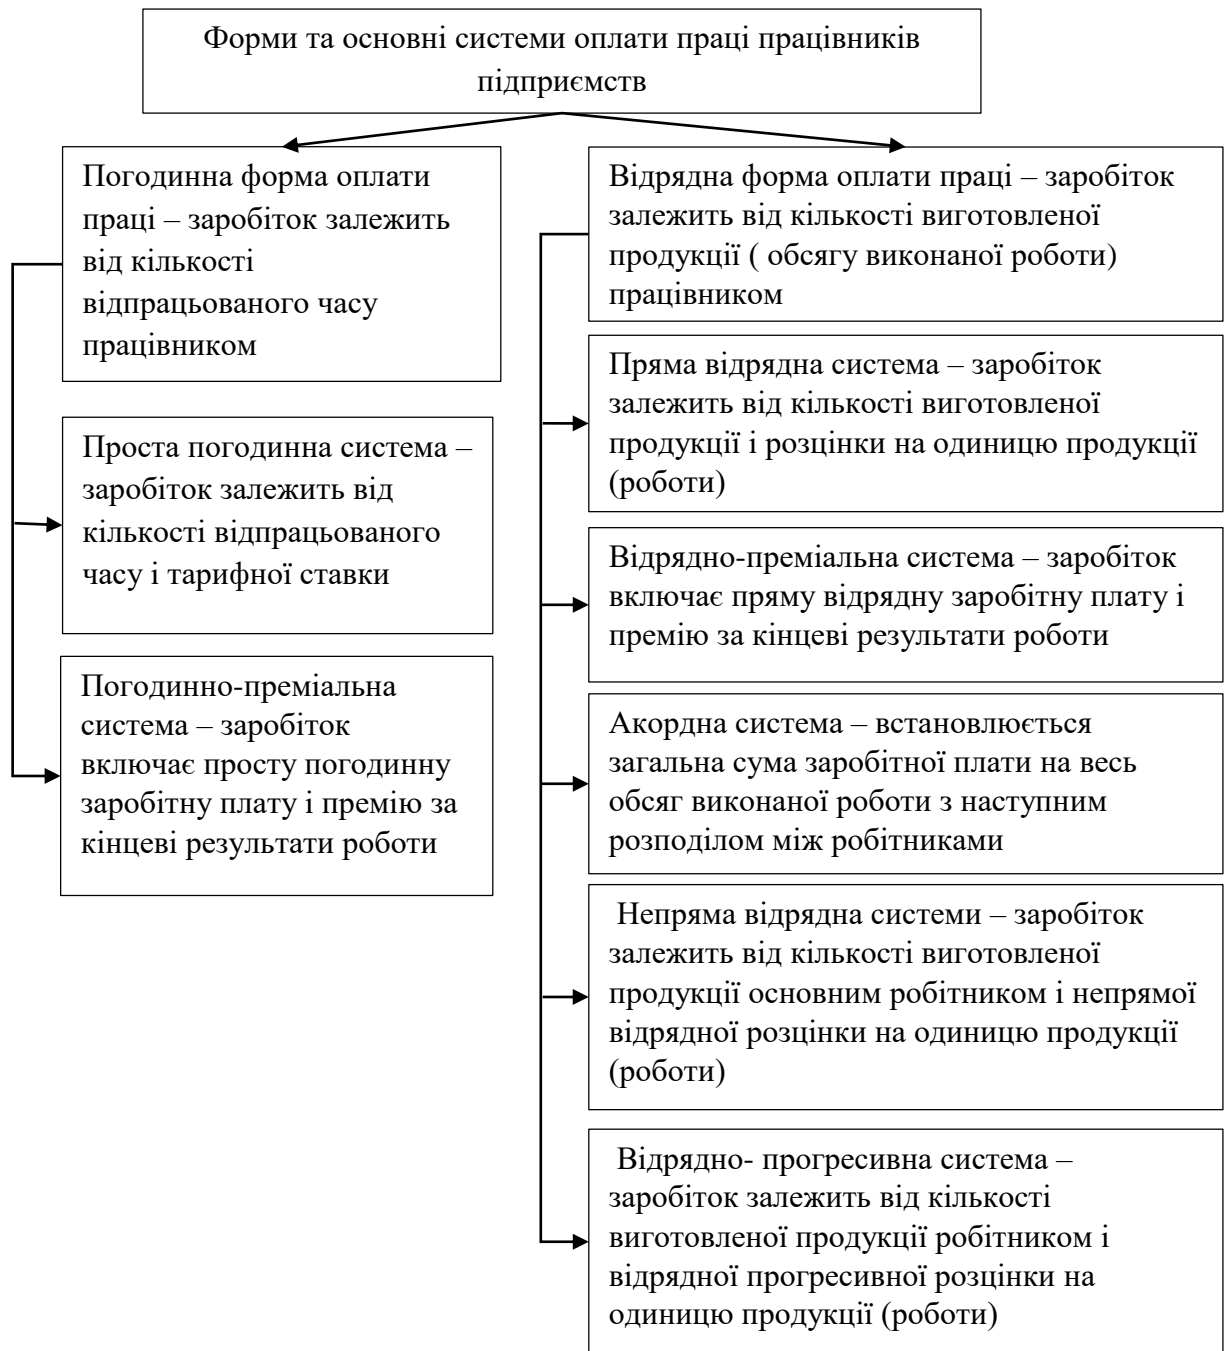 Форми та основні системи оплати праці працівників
підприємств
Погодинна форма оплати
праці – заробіток залежить
від кількості
відпрацьованого часу
працівником
Проста погодинна система –
заробіток залежить від
кількості відпрацьованого
часу і тарифної ставки
Погодинно-преміальна
система – заробіток
включає просту погодинну
заробітну плату і премію за
кінцеві результати роботи
Відрядна форма оплати праці – заробіток
залежить від кількості виготовленої
продукції ( обсягу виконаної роботи)
працівником
Пряма відрядна система – заробіток
залежить від кількості виготовленої
продукції і розцінки на одиницю продукції
(роботи)
Відрядно-преміальна система – заробіток
включає пряму відрядну заробітну плату і
премію за кінцеві результати роботи
Акордна система – встановлюється
загальна сума заробітної плати на весь
обсяг виконаної роботи з наступним
розподілом між робітниками
Непряма відрядна системи – заробіток
залежить від кількості виготовленої
продукції основним робітником і непрямої
відрядної розцінки на одиницю продукції
(роботи)
Відрядно- прогресивна система –
заробіток залежить від кількості
виготовленої продукції робітником і
відрядної прогресивної розцінки на
одиницю продукції (роботи)